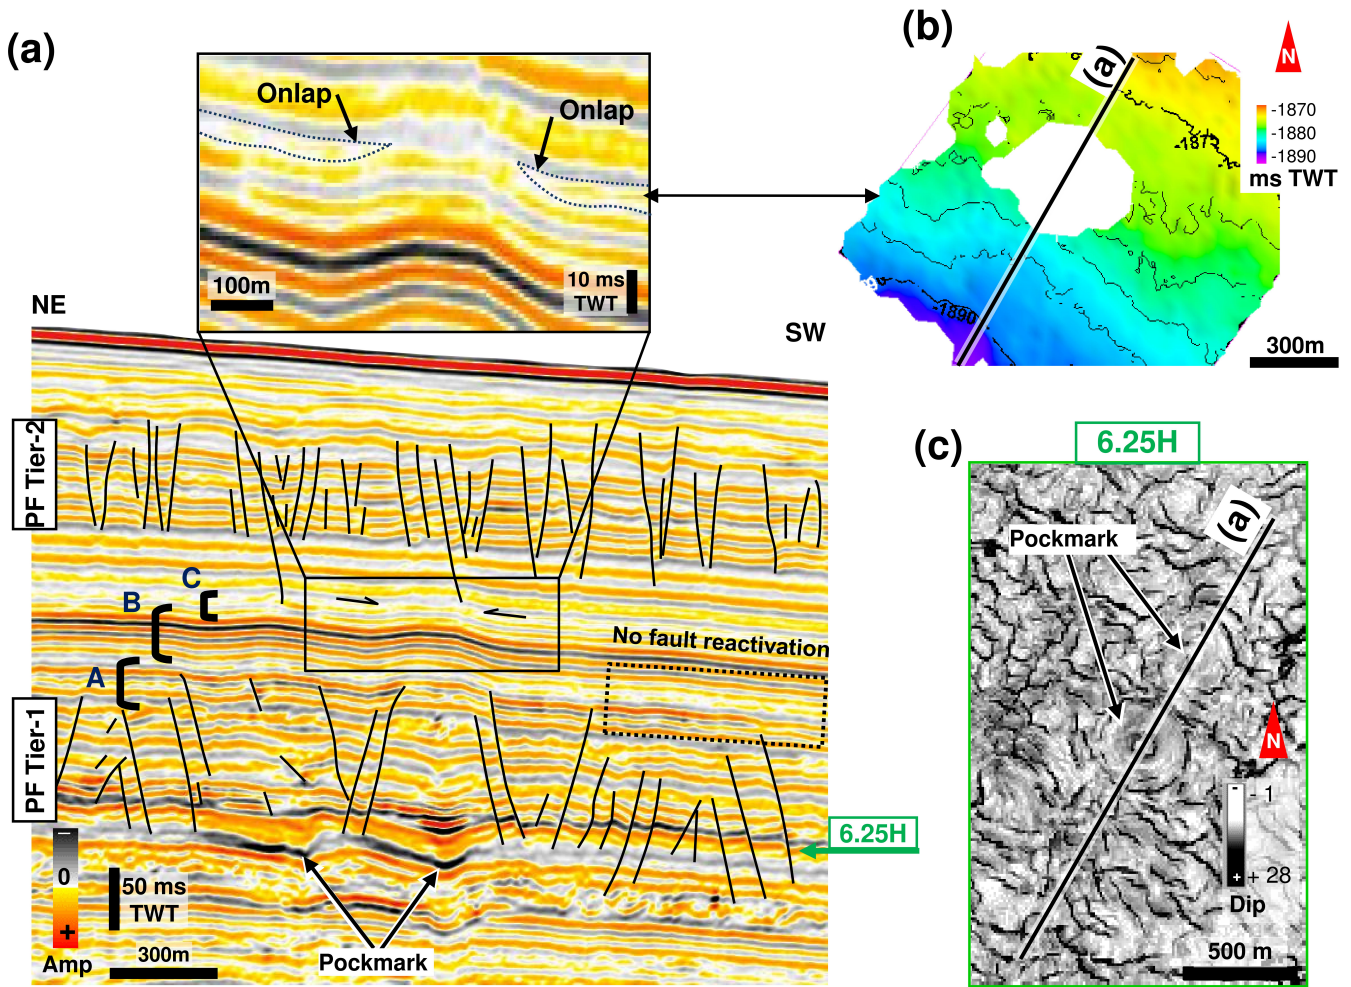 (a)
Onlap
Onlap
100m
10 ms
TWT
NE
SW
PF Tier-2
C
B
A
No fault reactivation
PF Tier-1
6.25H
0
+
Amp
50 ms
TWT
300m
Pockmark
(b)
(a)
N
-1870
-1880
-1890
ms TWT
-187
-1890
300m
(c)
6.25H
(a)
Pockmark
N
- 1
+ 28
Dip
500 m